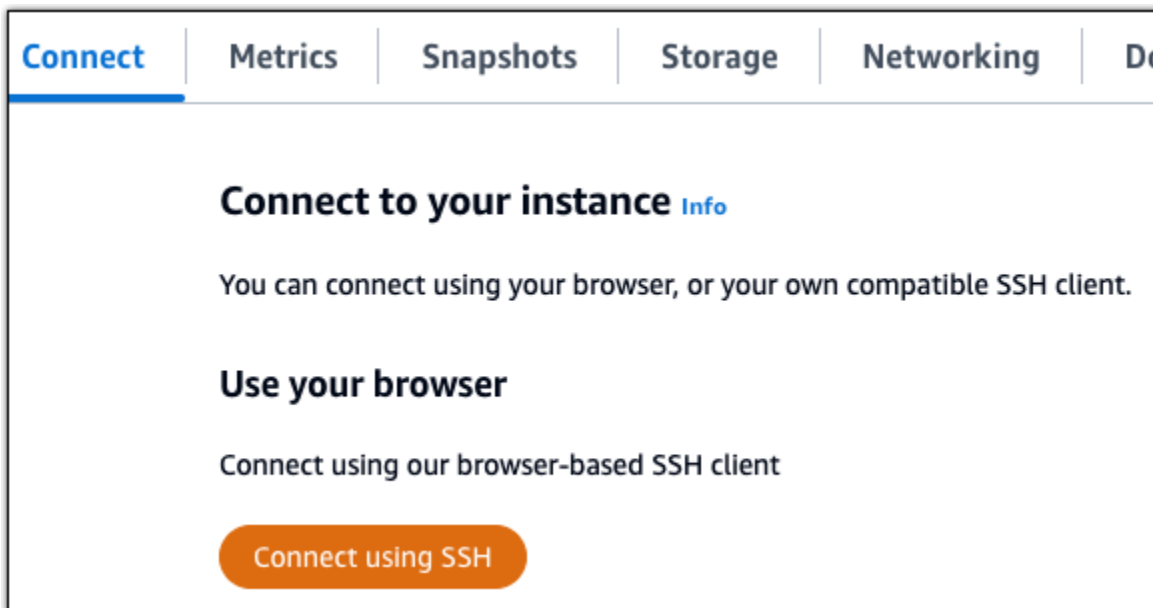 Connect Metrics Snapshots Storage Networking
Connect to your instance Info
You can connect using your browser, or your own compatible SSH client.
Use your browser
Connect using our browser-based SSH client
Connect using SSH